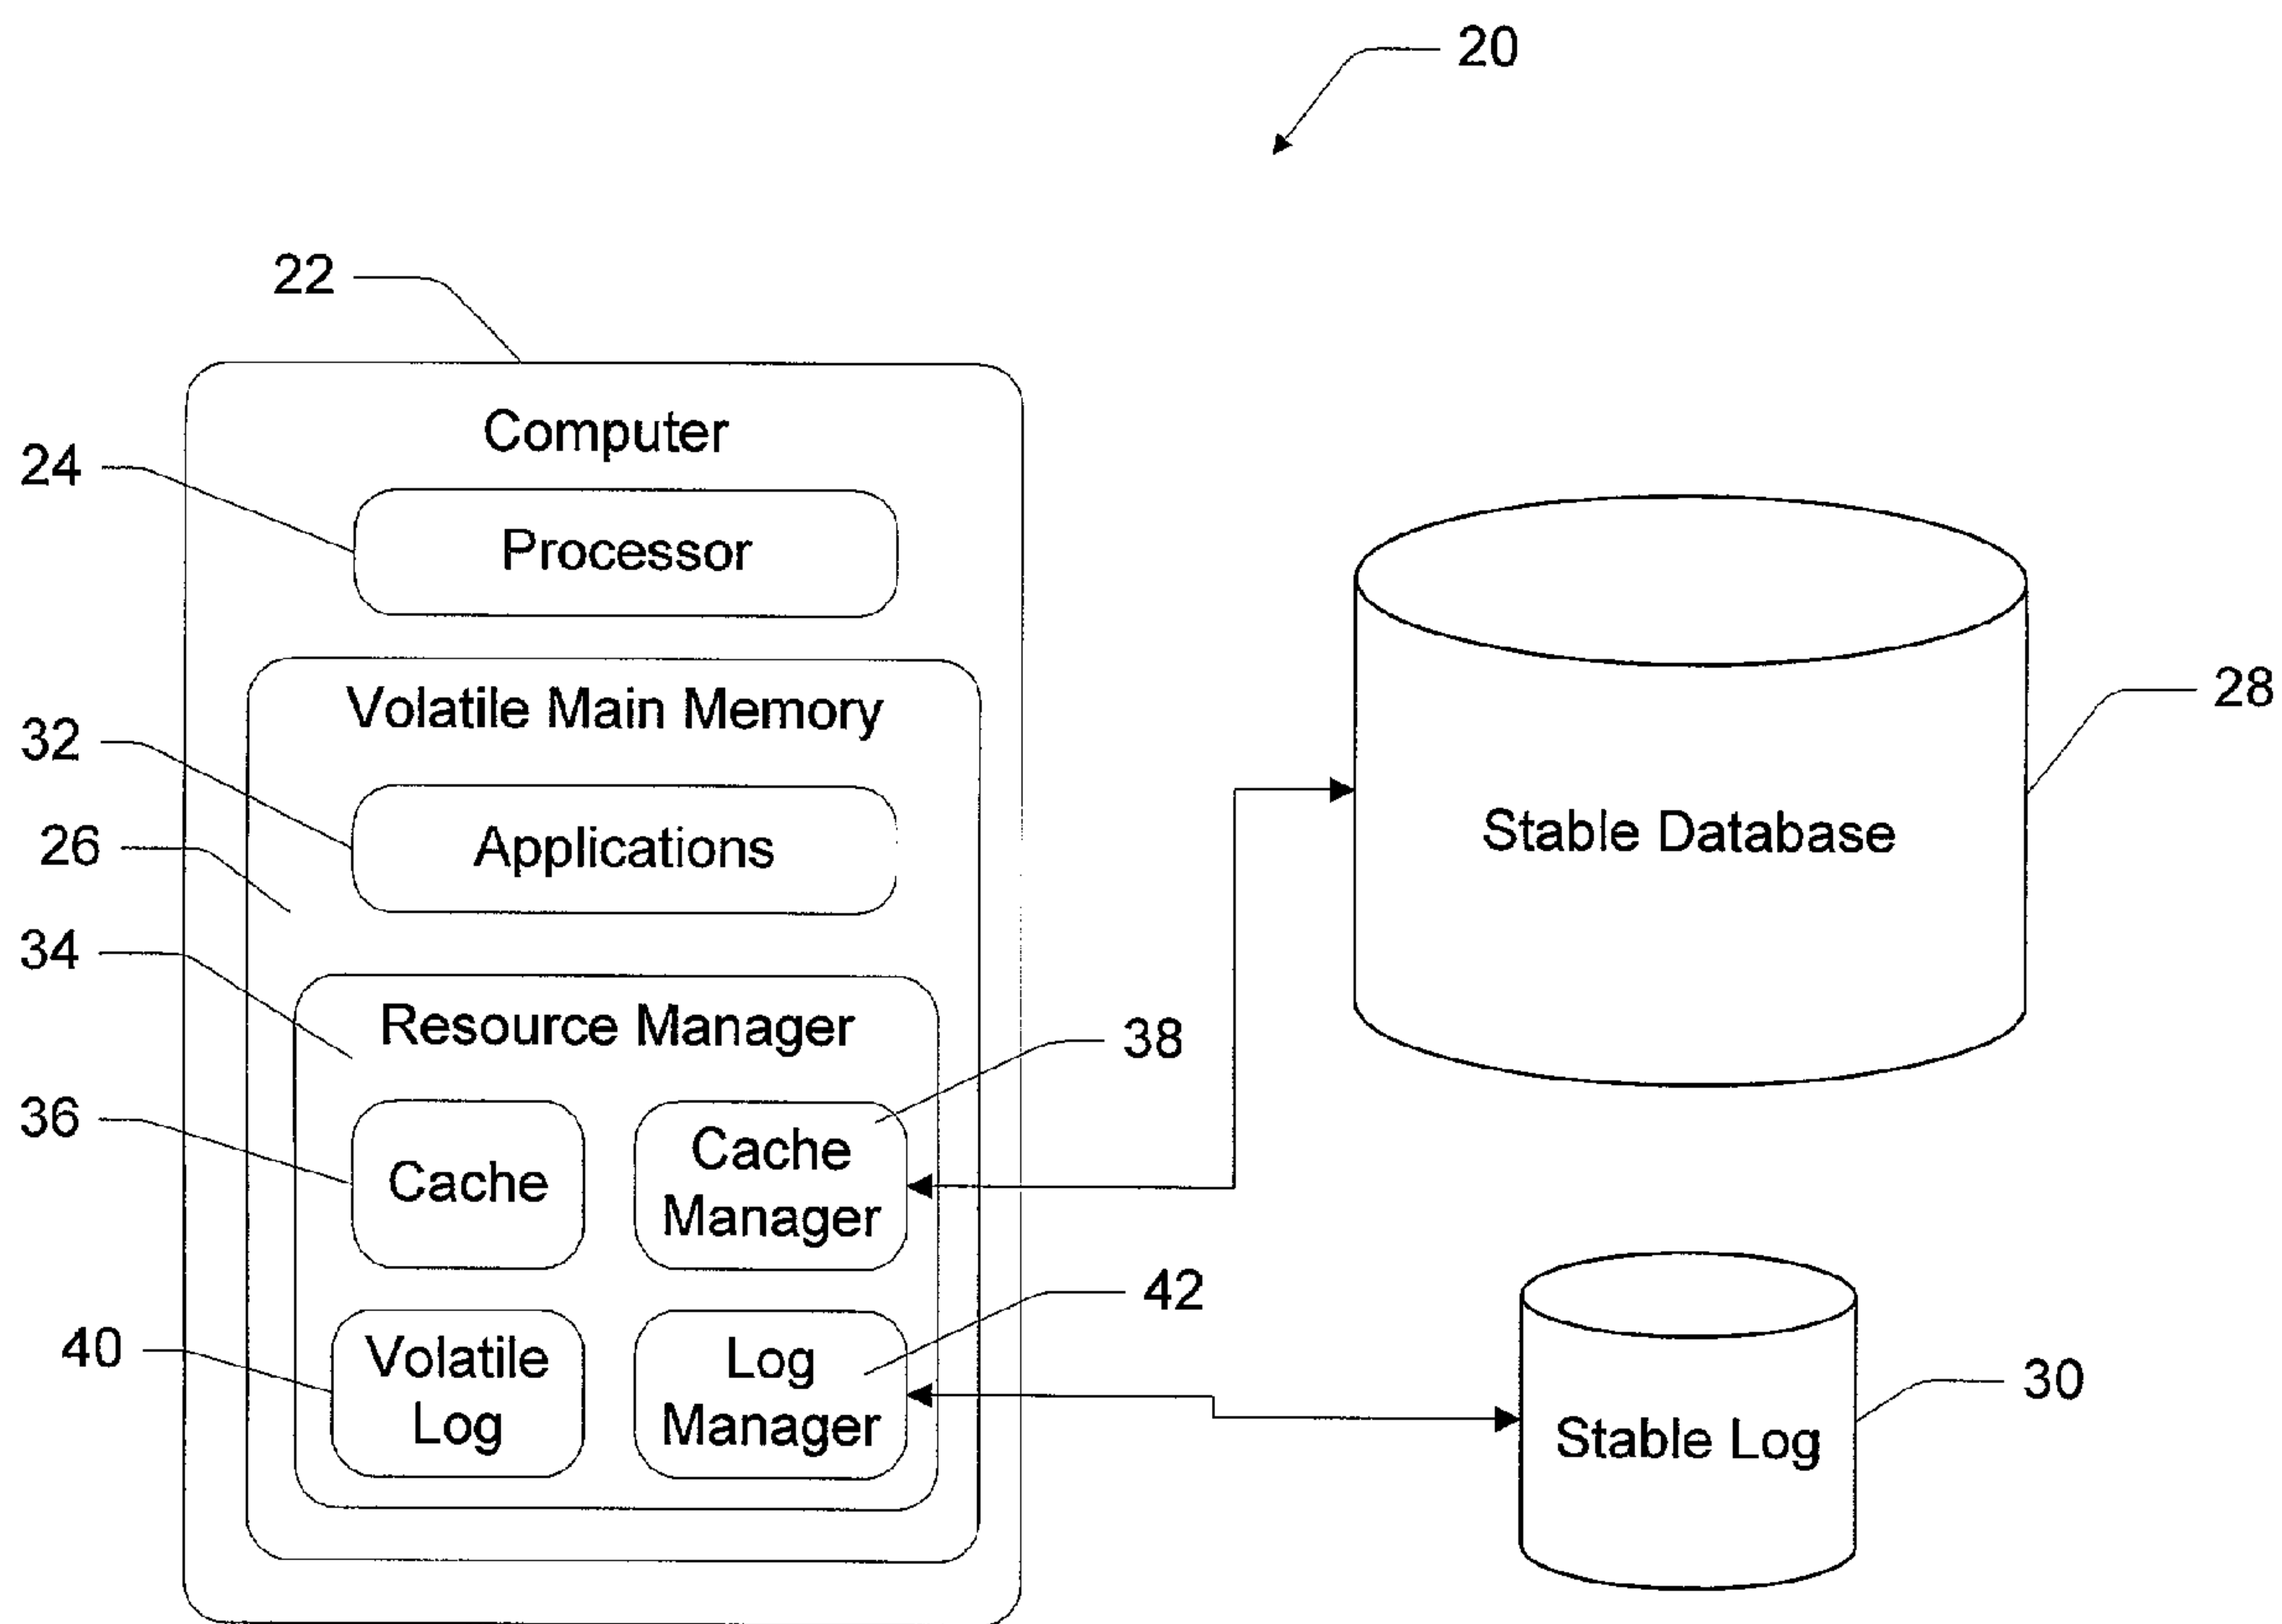 20
22
Computer
24
Processor
Volatile Main Memory
28
32
Applications
Stable Database
26
34
Resource Manager
38
36
Cache
Cache
Manager
42
40
Volatile
Log
Log
Manager
30
Stable Log